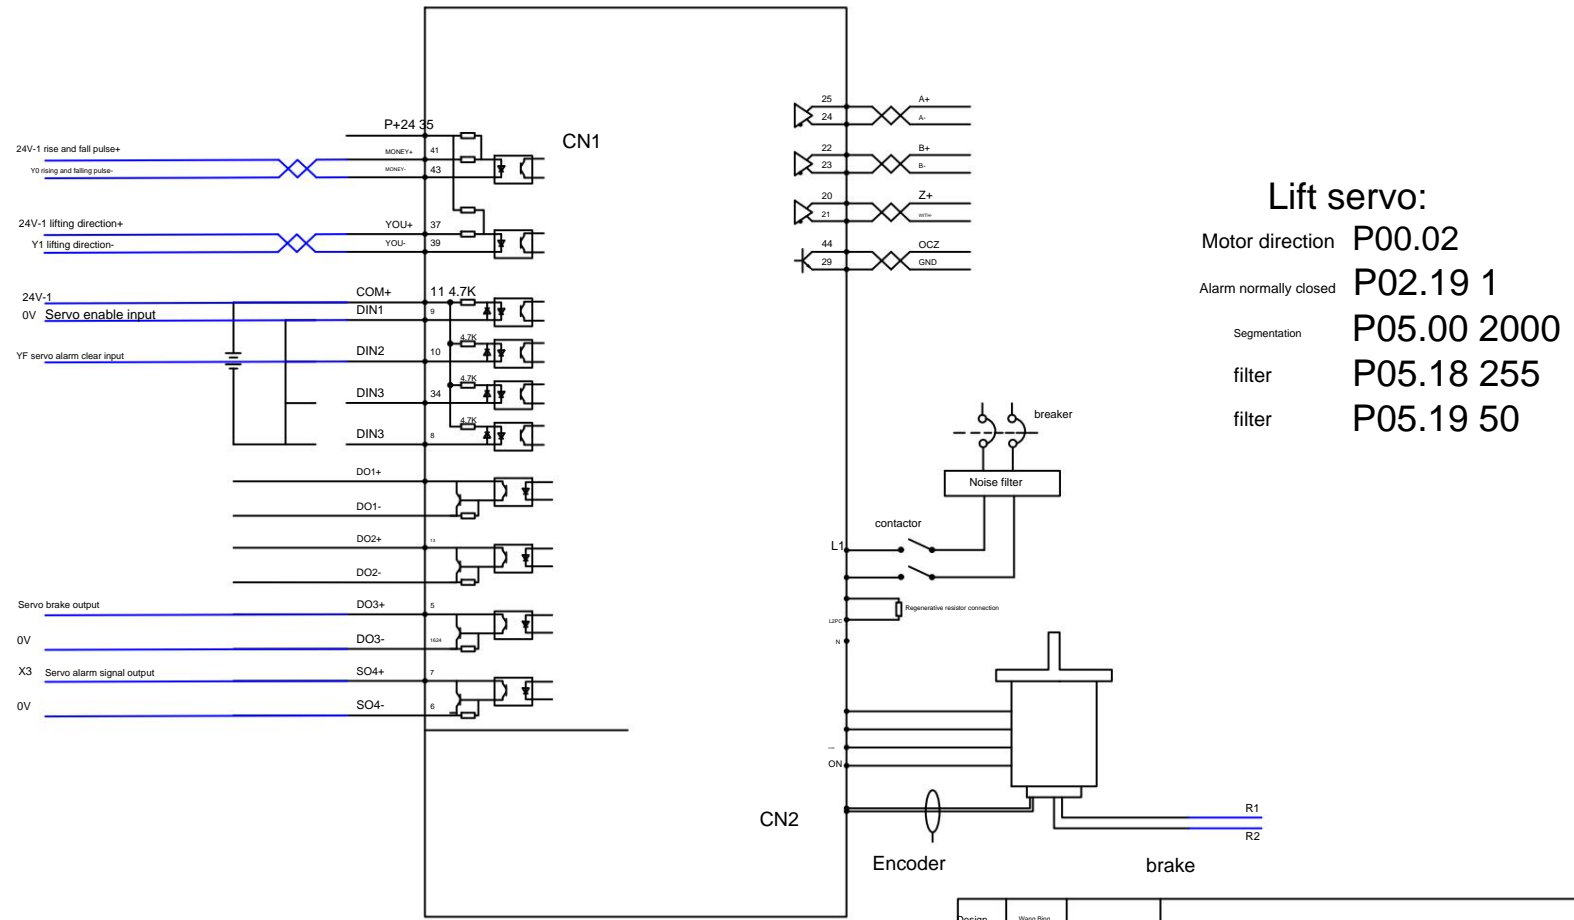 P+24 35
CN1
24V-1 rise and fall pulse+
MONEY+ 41
Y0 rising and falling pulse-
MONEY- 43
24V-1 lifting direction+
YOU+ 37
Y1 lifting direction-
YOU- 39
24V-1
COM+ 11 4.7K
0V Servo enable input
DIN1 9
4.7K
YF servo alarm clear input
DIN2 10
4.7K
DIN3 34
4.7K
DIN3 8
DO1+
DO1-
DO2+ 13
DO2-
Servo brake output
DO3+ 5
0V
DO3- 1624
X3 Servo alarm signal output
SO4+ 7
0V
SO4- 6
25 A+
24 A-
22 B+
23 B-
20 Z+
21 WITH-
44 OCZ
29 GND
Lift servo:
Motor direction P00.02
Alarm normally closed P02.19 1
Segmentation P05.00 2000
filter P05.18 255
filter P05.19 50
breaker
Noise filter
contactor
L1
Regenerative resistor connection
L2PC
N
ON
CN2
Encoder
brake
R1
R2
Design
Wang Bing